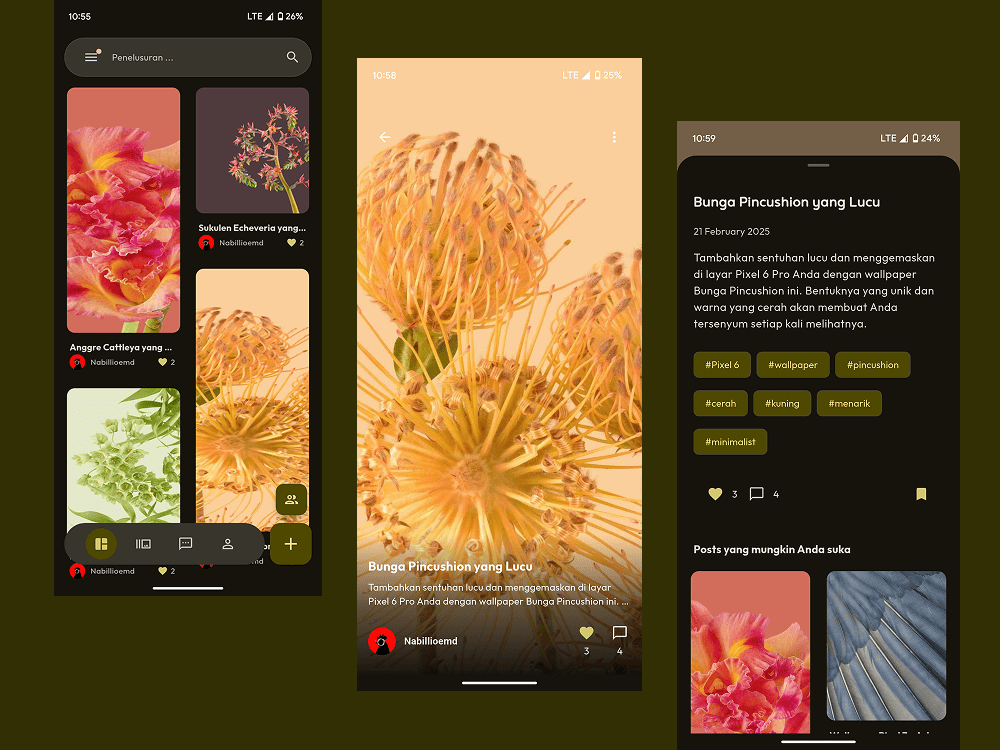 10:55
LTE 26%
Penelusuran ...
Sukulen Echeveria yang...
Nabillioemd 2
Anggre Cattleya yang ...
Nabillioemd 2
Nabillioemd 2
10:58
LTE 25%
Bunga Pincushion yang Lucu
Tambahkan sentuhan lucu dan menggemaskan di layar
Pixel 6 Pro Anda dengan wallpaper Bunga Pincushion ini. ...
Nabillioemd
3 4
10:59
LTE 24%
Bunga Pincushion yang Lucu
21 February 2025
Tambahkan sentuhan lucu dan menggemaskan
di layar Pixel 6 Pro Anda dengan wallpaper
Bunga Pincushion ini. Bentuknya yang unik dan
warna yang cerah akan membuat Anda
tersenyum setiap kali melihatnya.
#Pixel 6 #wallpaper #pincushion
#cerah #kuning #menarik
#minimalist
3 4
Posts yang mungkin Anda suka